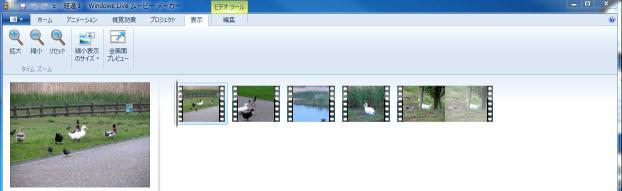 経過1 - Windows Live ムービー メーカー
ビデオ ツール
ホーム
アニメーション
視覚効果
プロジェクト
表示
編集
拡大
縮小
リセット
縮小表示
のサイズ
全画面
プレビュー
タイム ズーム